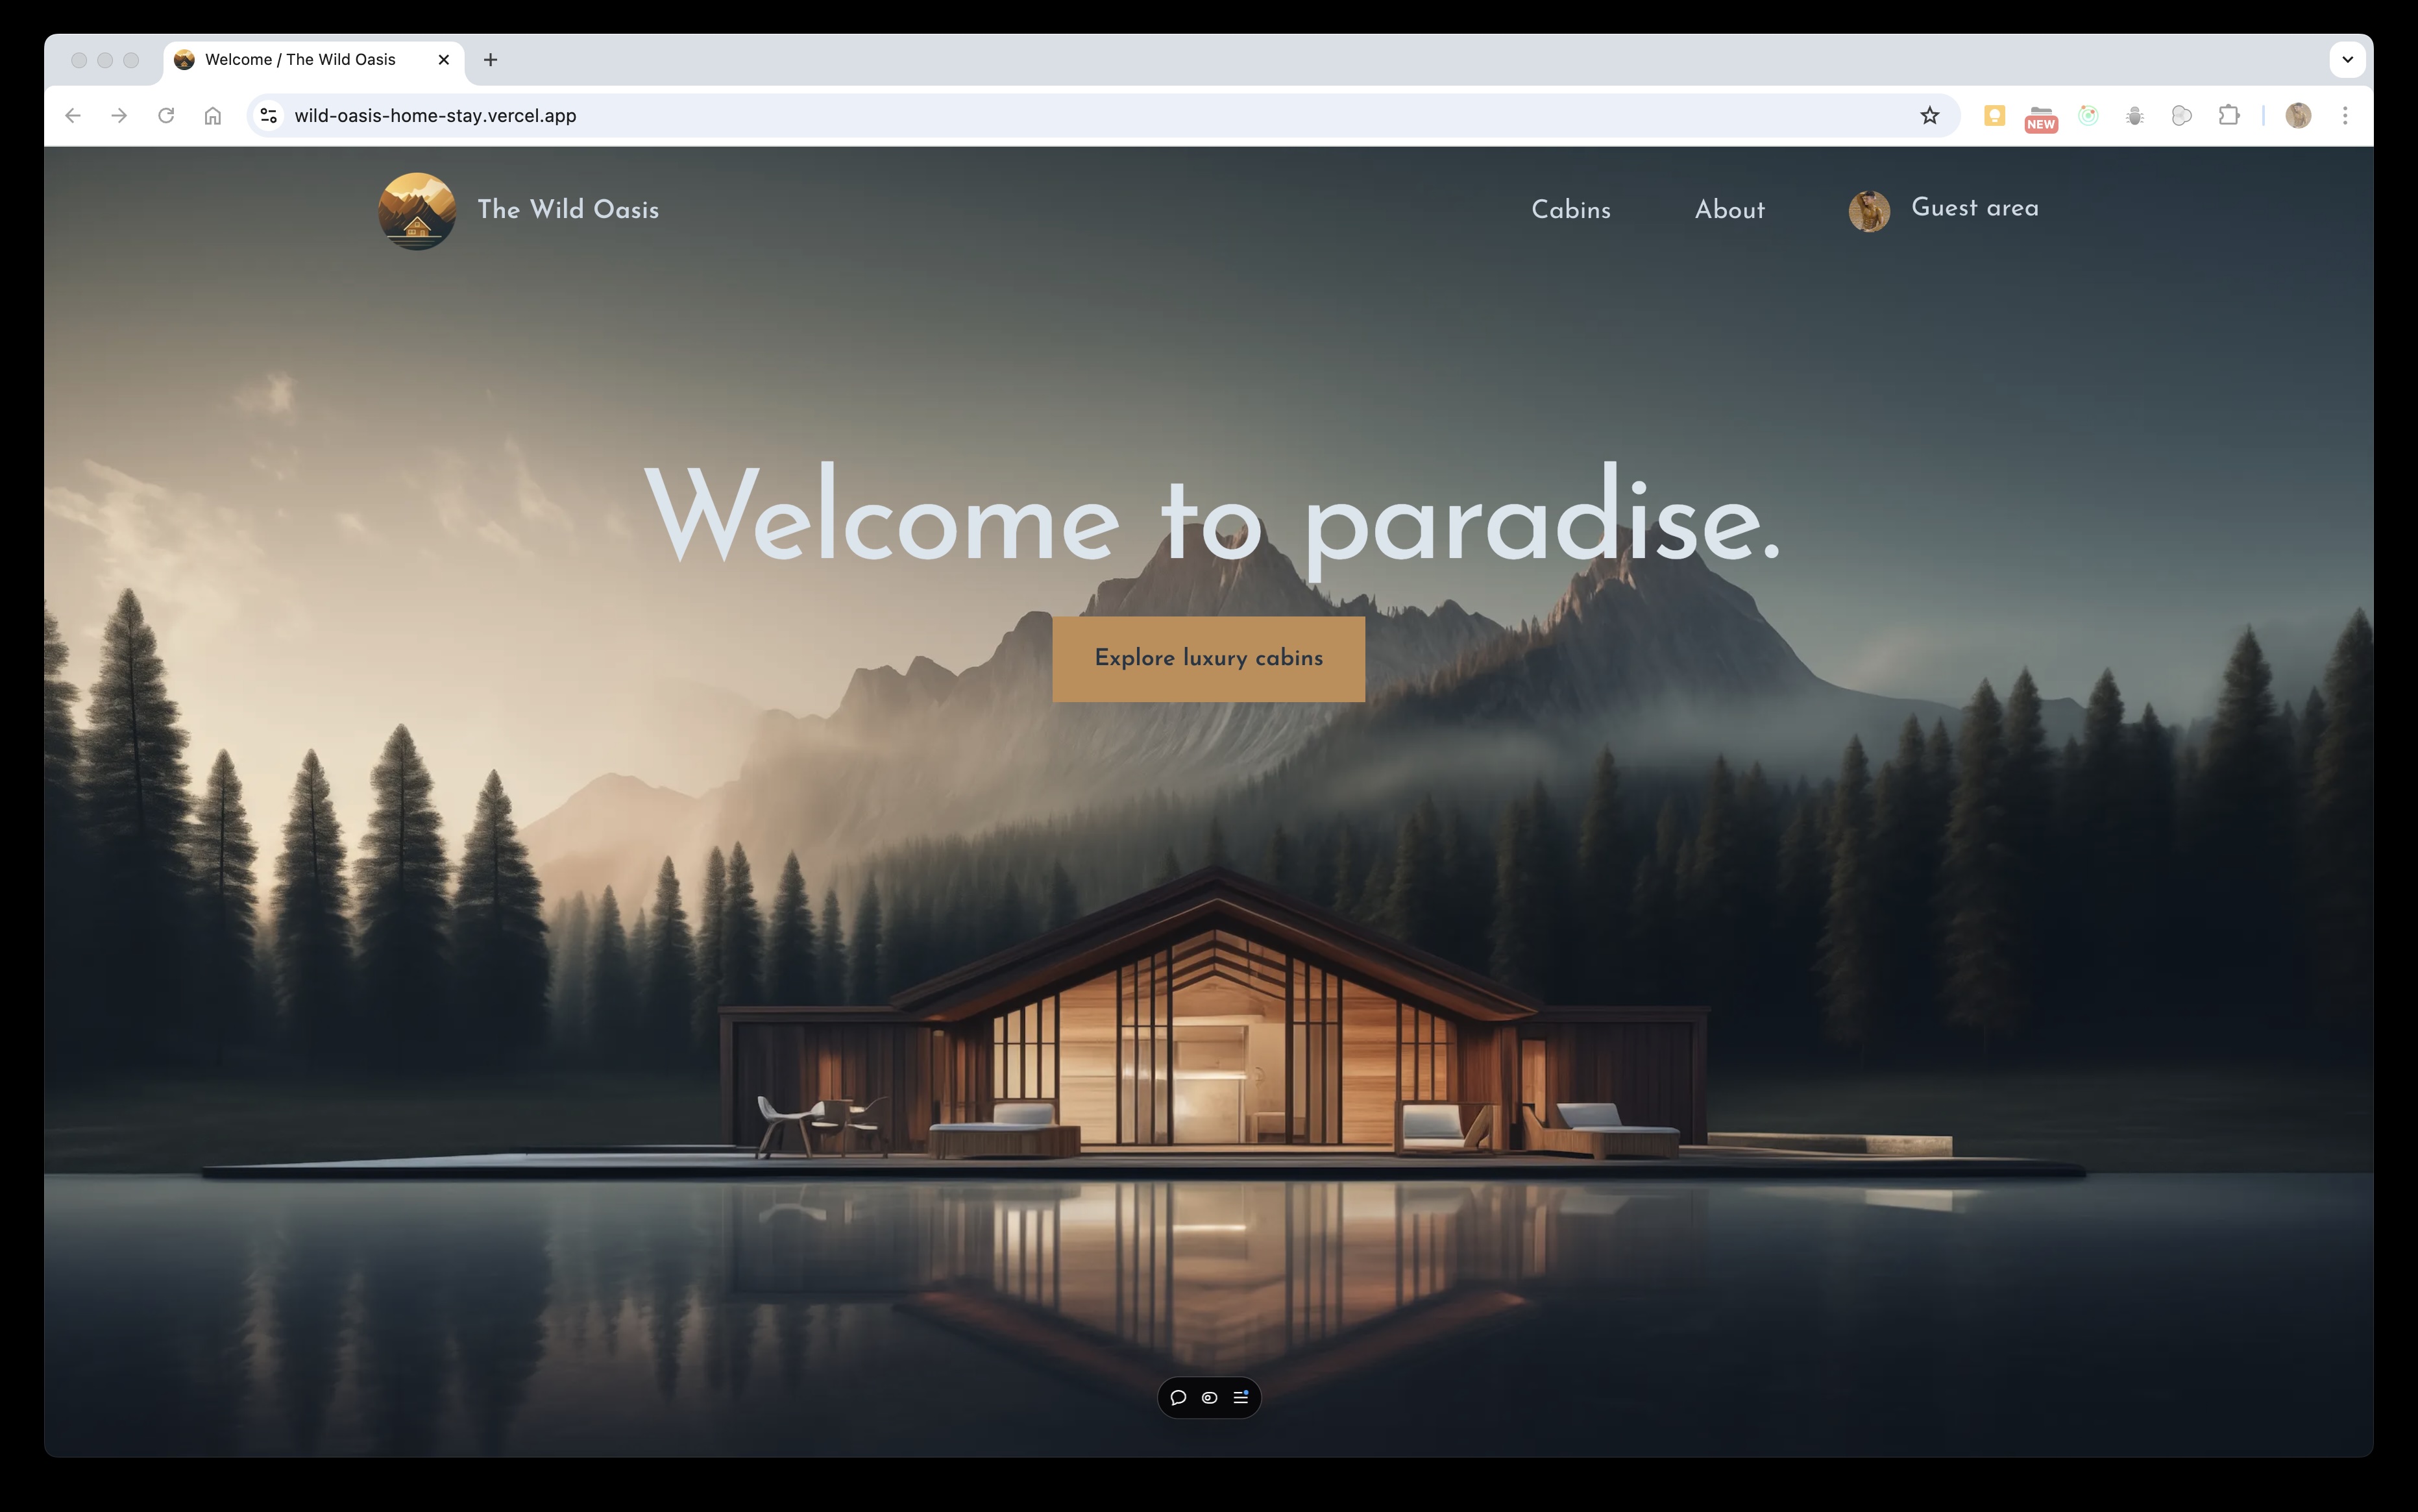 Welcome / The Wild Oasis
wild-oasis-home-stay.vercel.app
NEW
The Wild Oasis
Cabins
About
Guest area
Welcome to paradise.
Explore luxury cabins